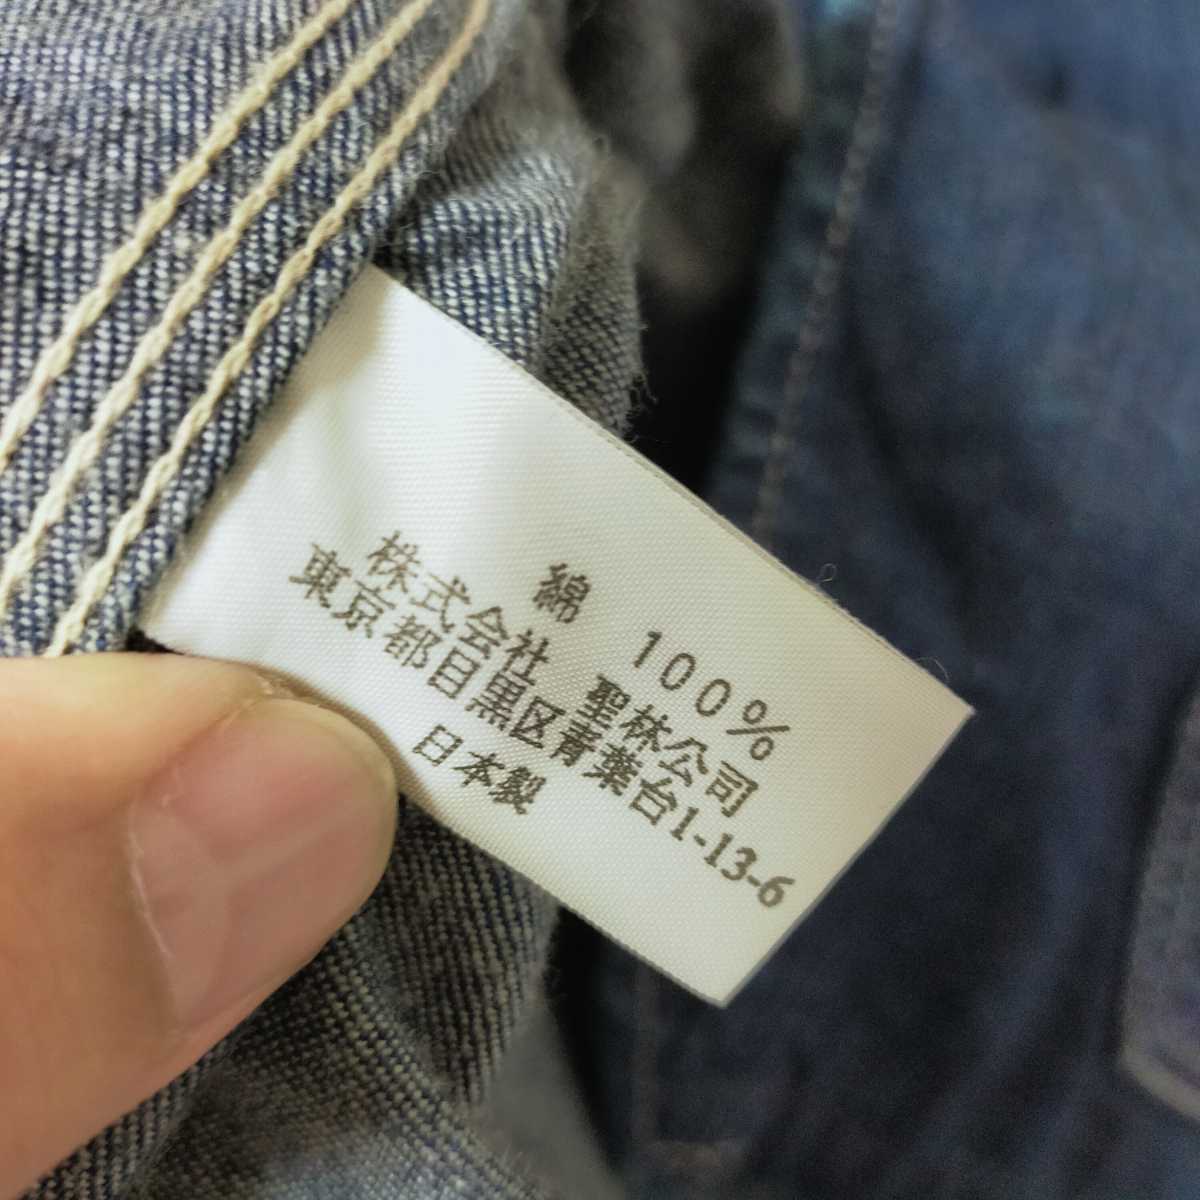 綿 100%
株式会社 聖林公司
東京都目黒区青葉台1-13-6
日本製